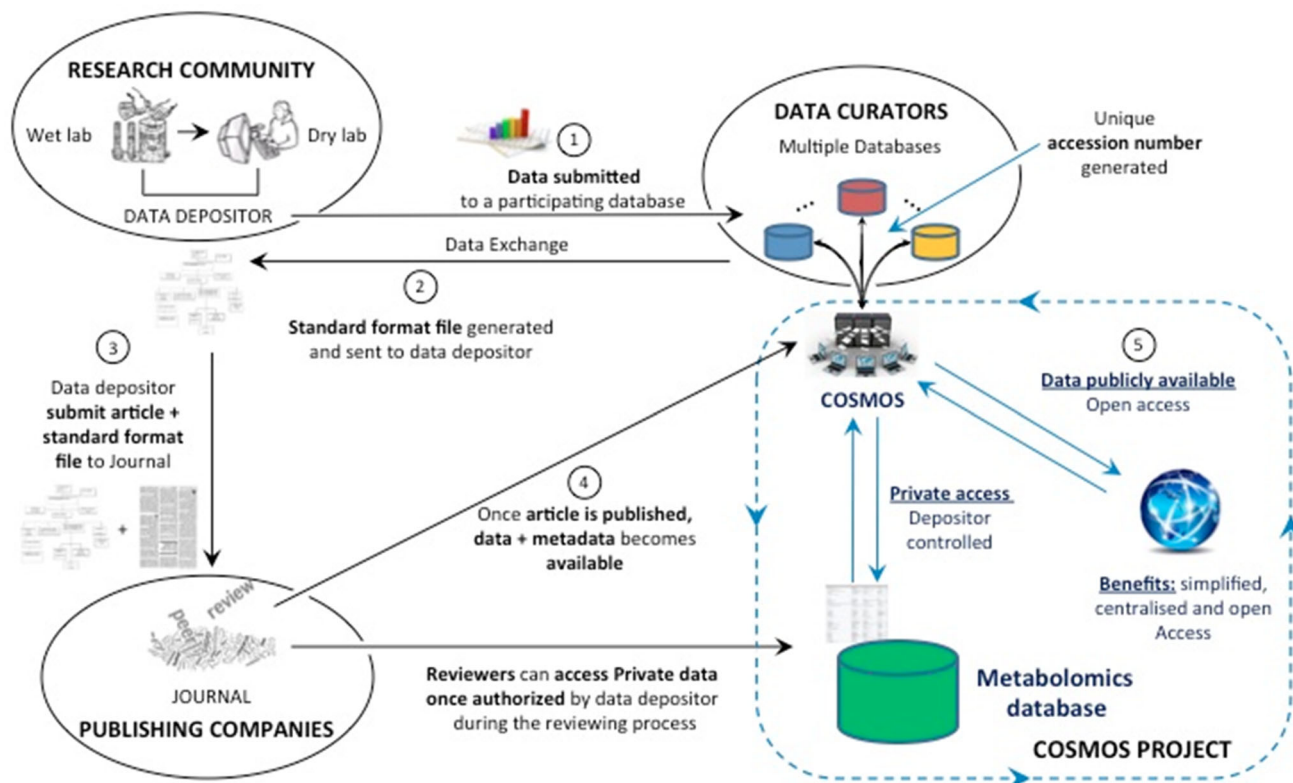 RESEARCH COMMUNITY
Wet lab
Dry lab
DATA DEPOSITOR
1
Data submitted
to a participating database
DATA CURATORS
Multiple Databases
...
...
Unique
accession number
generated
Data Exchange
2
Standard format file generated
and sent to data depositor
3
Data depositor
submit article +
standard format
file to Journal
+
4
Once article is published,
data + metadata becomes
available
COSMOS
5
Data publicly available
Open access
Private access
Depositor
controlled
Benefits: simplified,
centralised and open
Access
peer review
JOURNAL
PUBLISHING COMPANIES
Reviewers can access Private data
once authorized by data depositor
during the reviewing process
Metabolomics
database
COSMOS PROJECT